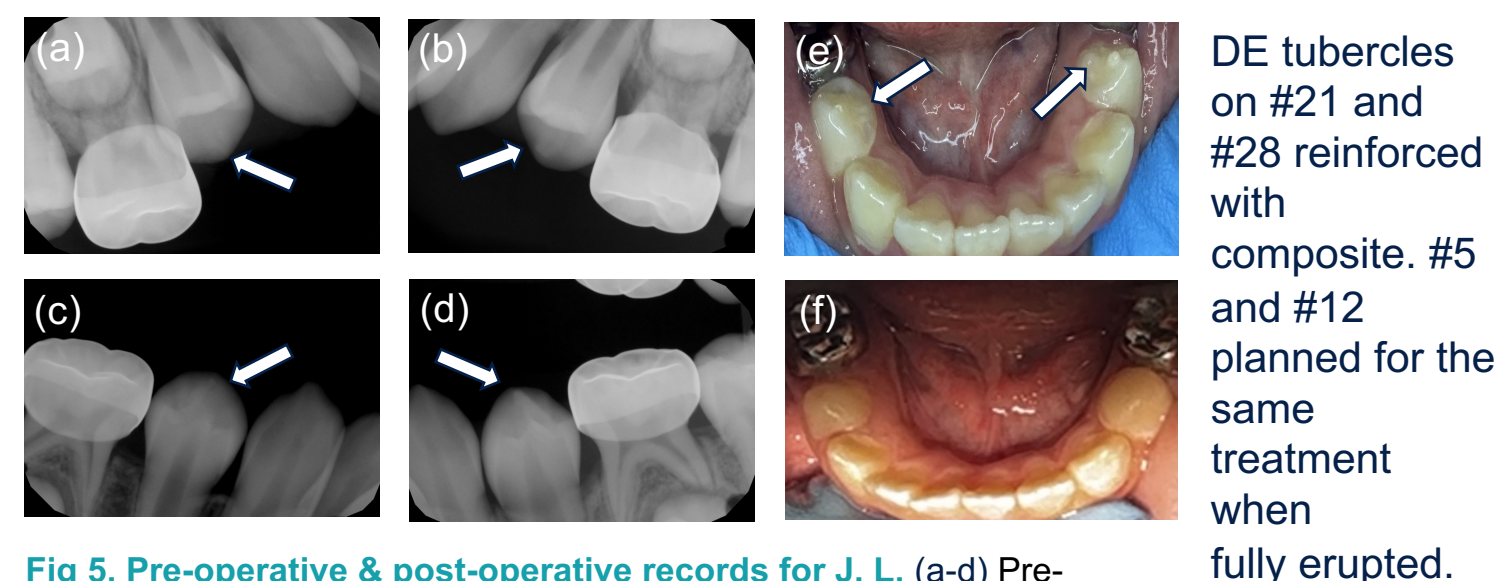 (a)
(b)
(e)
(c)
(d)
(f)
DE tubercles
on #21 and
#28 reinforced
with
composite. #5
and #12
planned for the
same
treatment
when
fully erupted.
Fig 5. Pre-operative & post-operative records for J. L. (a-d) Pre-